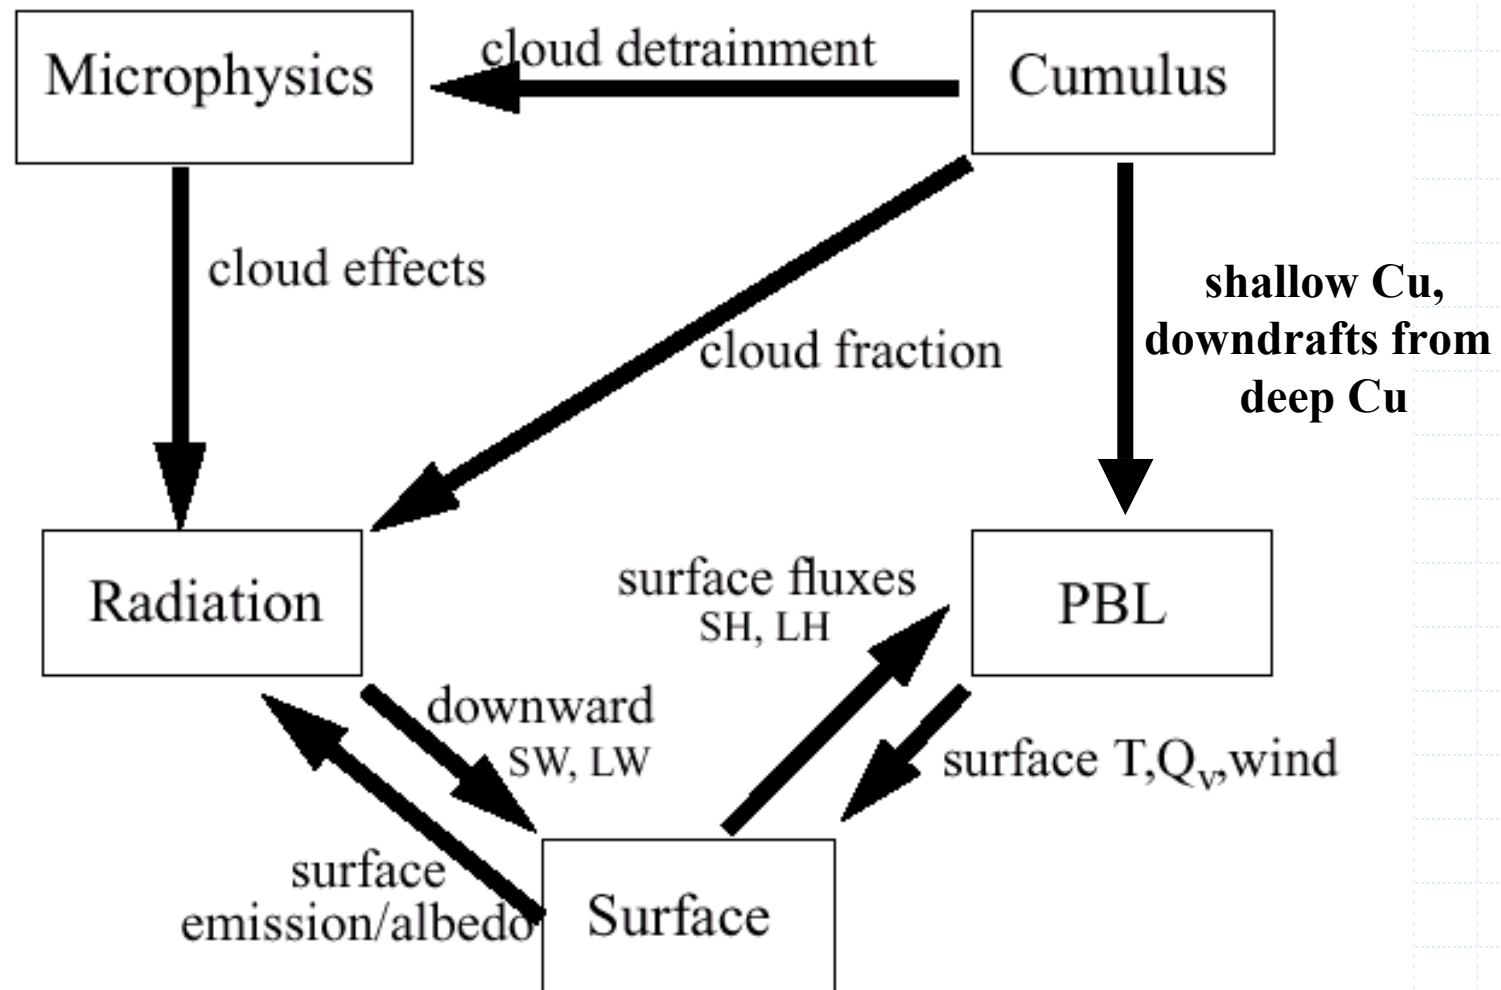 Microphysics
cloud detrainment
Cumulus
cloud effects
cloud fraction
shallow Cu,
downdrafts from
deep Cu
Radiation
surface fluxes
SH, LH
PBL
downward
SW, LW
surface T,Qv,wind
surface
emission/albedo
Surface